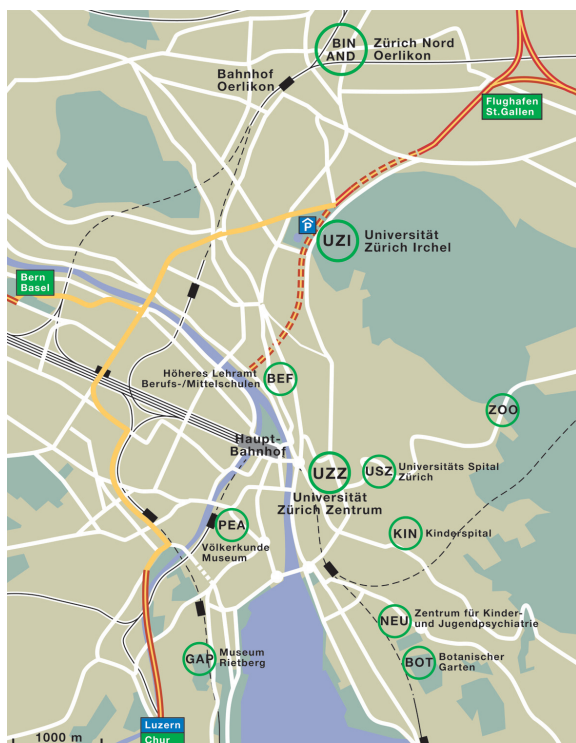 BIN
AND
Zürich Nord
Oerlikon
Bahnhof
Oerlikon
Flughafen
St.Gallen
P
UZI
Universität
Zürich Irchel
Bern
Basel
Höheres Lehramt
Berufs-/Mittelschulen
BEF
ZOO
Haupt-
Bahnhof
UZZ
Universität
Zürich Zentrum
USZ
Universitäts Spital
Zürich
PEA
Völkerkunde
Museum
KIN
Kinderspital
NEU
Zentrum für Kinder-
und Jugendpsychiatrie
GAP
Museum
Rietberg
BOT
Botanischer
Garten
1000 m
Luzern
Chur